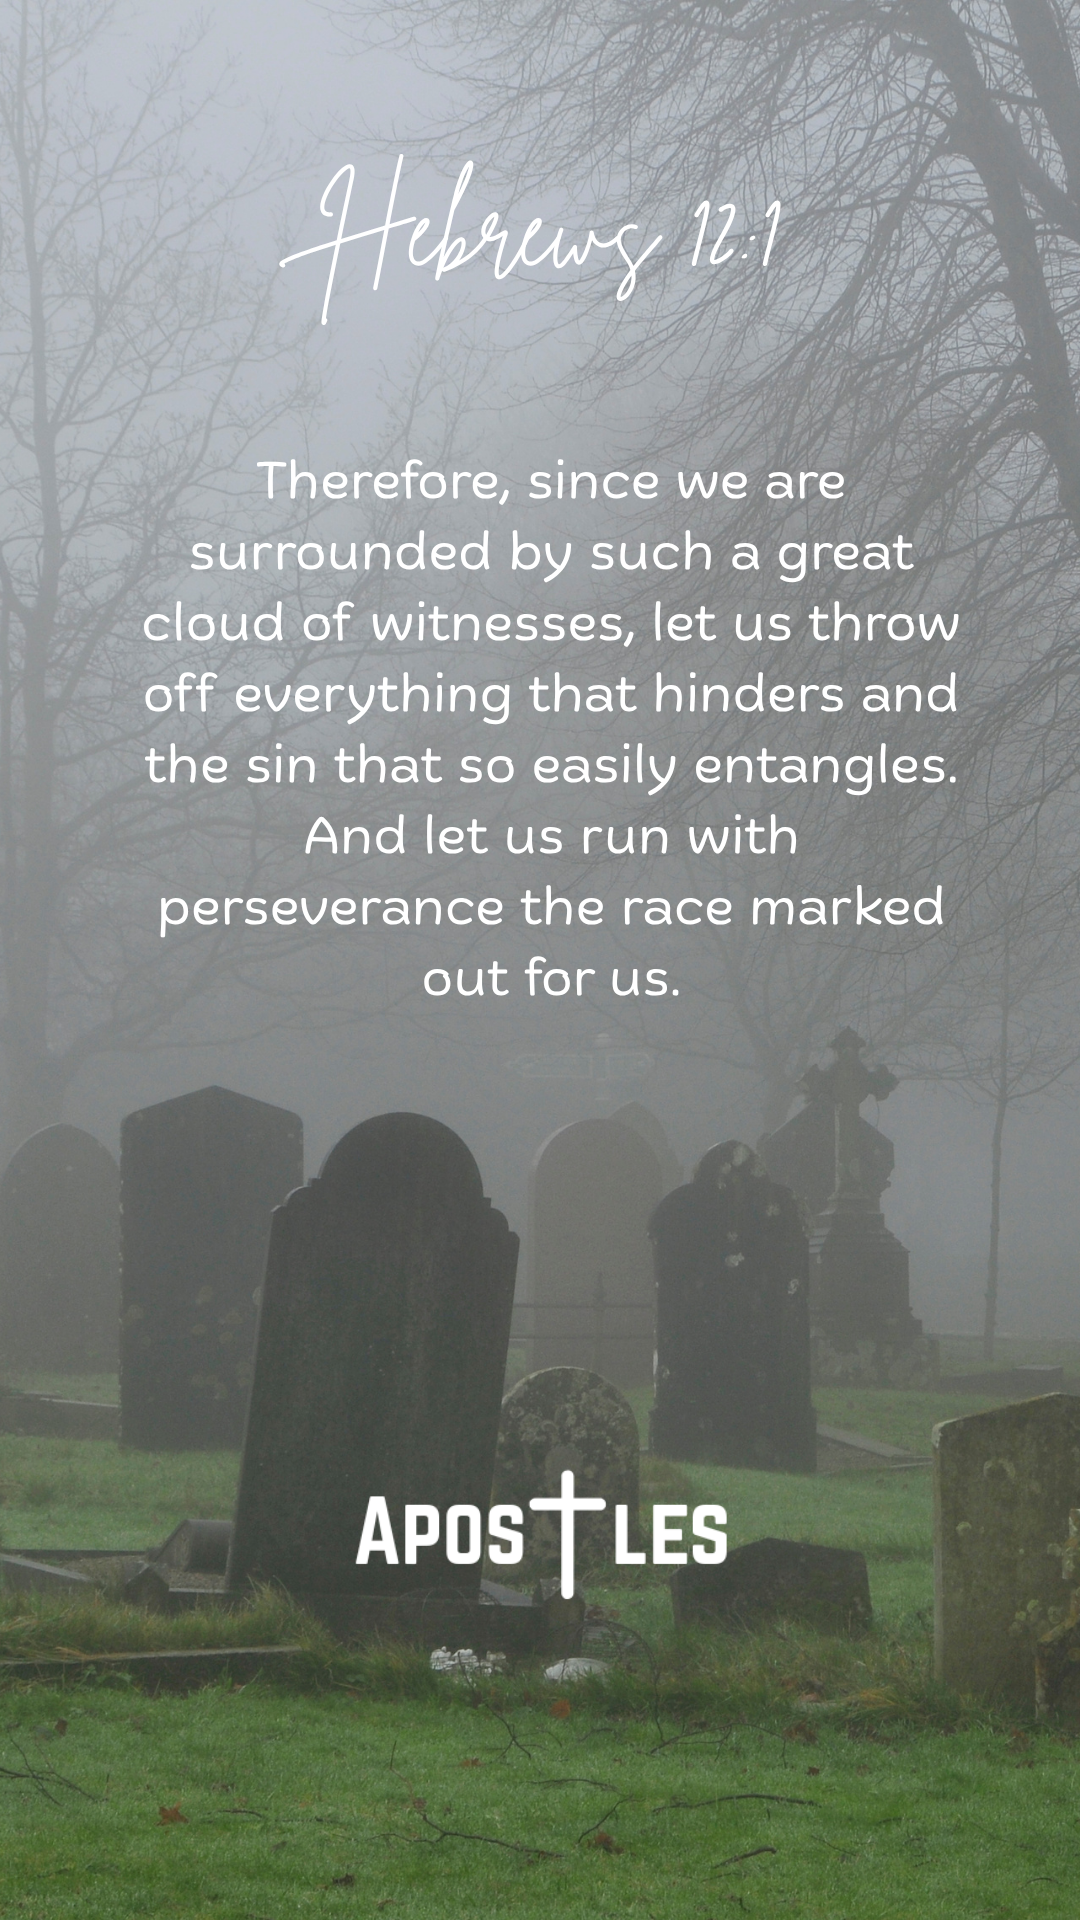 Hebrews 12:1
Therefore, since we are
surrounded by such a great
cloud of witnesses, let us throw
off everything that hinders and
the sin that so easily entangles.
And let us run with
perseverance the race marked
out for us.
APOSTLES